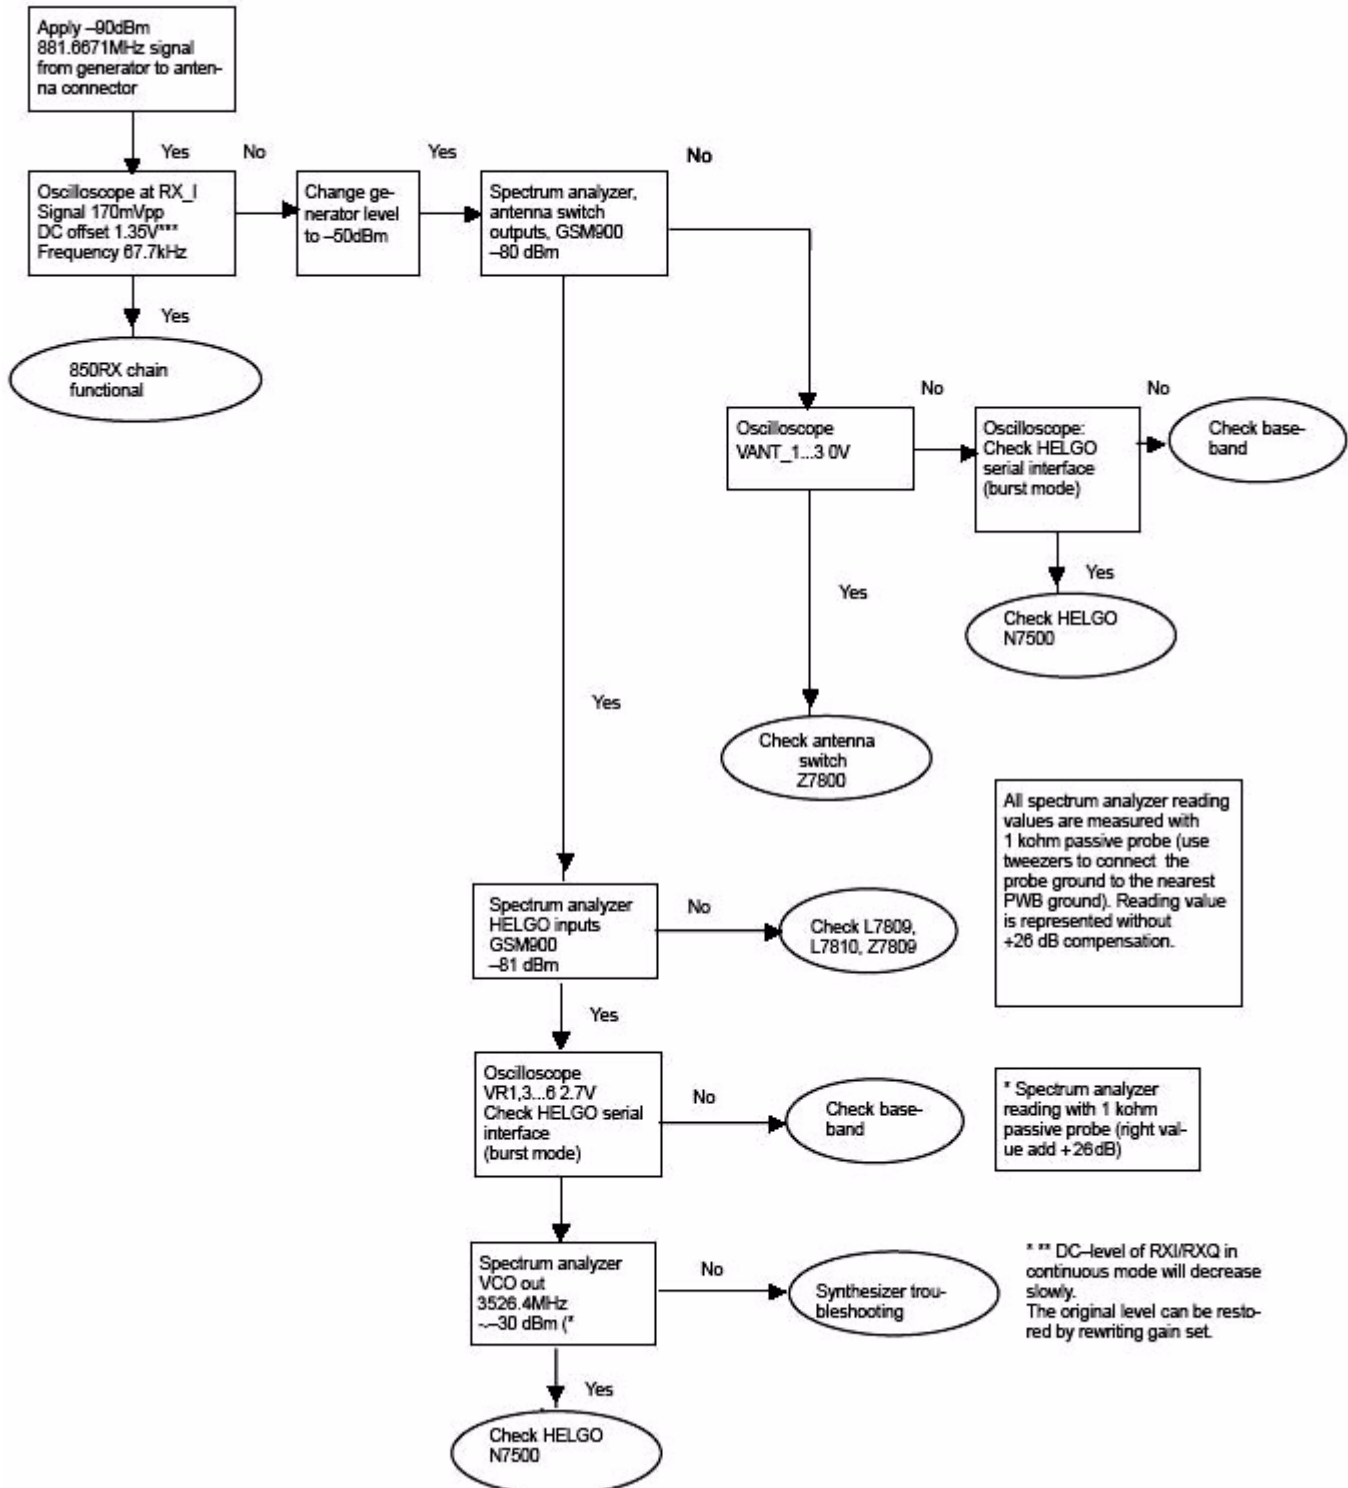 Apply –90dBm
881.6671MHz signal
from generator to anten-
na connector
Yes
No
Yes
No
Oscilloscope at RX_I
Signal 170mVpp
DC offset 1.35V***
Frequency 67.7kHz
Change ge-
nerator level
to –50dBm
Spectrum analyzer,
antenna switch
outputs, GSM900
–80 dBm
Yes
850RX chain
functional
No
No
Oscilloscope
VANT_1...3 0V
Oscilloscope:
Check HELGO
serial interface
(burst mode)
Check base-
band
Yes
Yes
Check HELGO
N7500
Yes
Check antenna
switch
Z7800
All spectrum analyzer reading
values are measured with
1 kohm passive probe (use
tweezers to connect the
probe ground to the nearest
PWB ground). Reading value
is represented without
+26 dB compensation.
Spectrum analyzer
HELGO inputs
GSM900
–81 dBm
No
Check L7809,
L7810, Z7809
Yes
Oscilloscope
VR1,3...6 2.7V
Check HELGO serial
interface
(burst mode)
No
Check base-
band
* Spectrum analyzer
reading with 1 kohm
passive probe (right val-
ue add +26dB)
Spectrum analyzer
VCO out
3526.4MHz
~–30 dBm (*
No
Synthesizer trou-
bleshooting
* ** DC–level of RXI/RXQ in
continuous mode will decrease
slowly.
The original level can be resto-
red by rewriting gain set.
Yes
Check HELGO
N7500